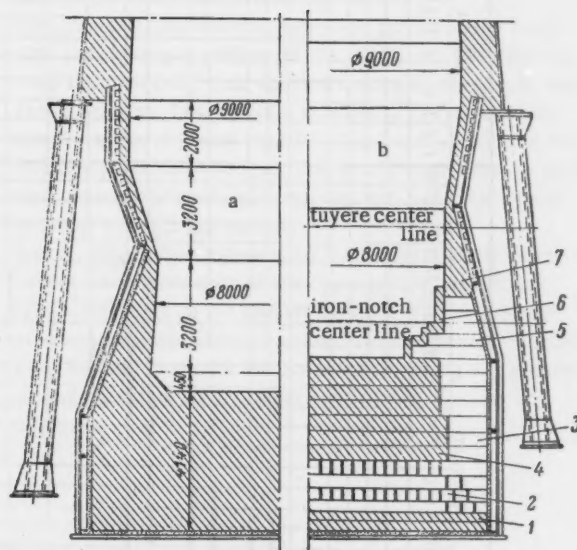 ø9000
ø9000
2000
b
a
tuyere center
line
3200
ø8000
7
ø8000
6
iron-notch
center line
5
3200
450
3
4
4140
2
1